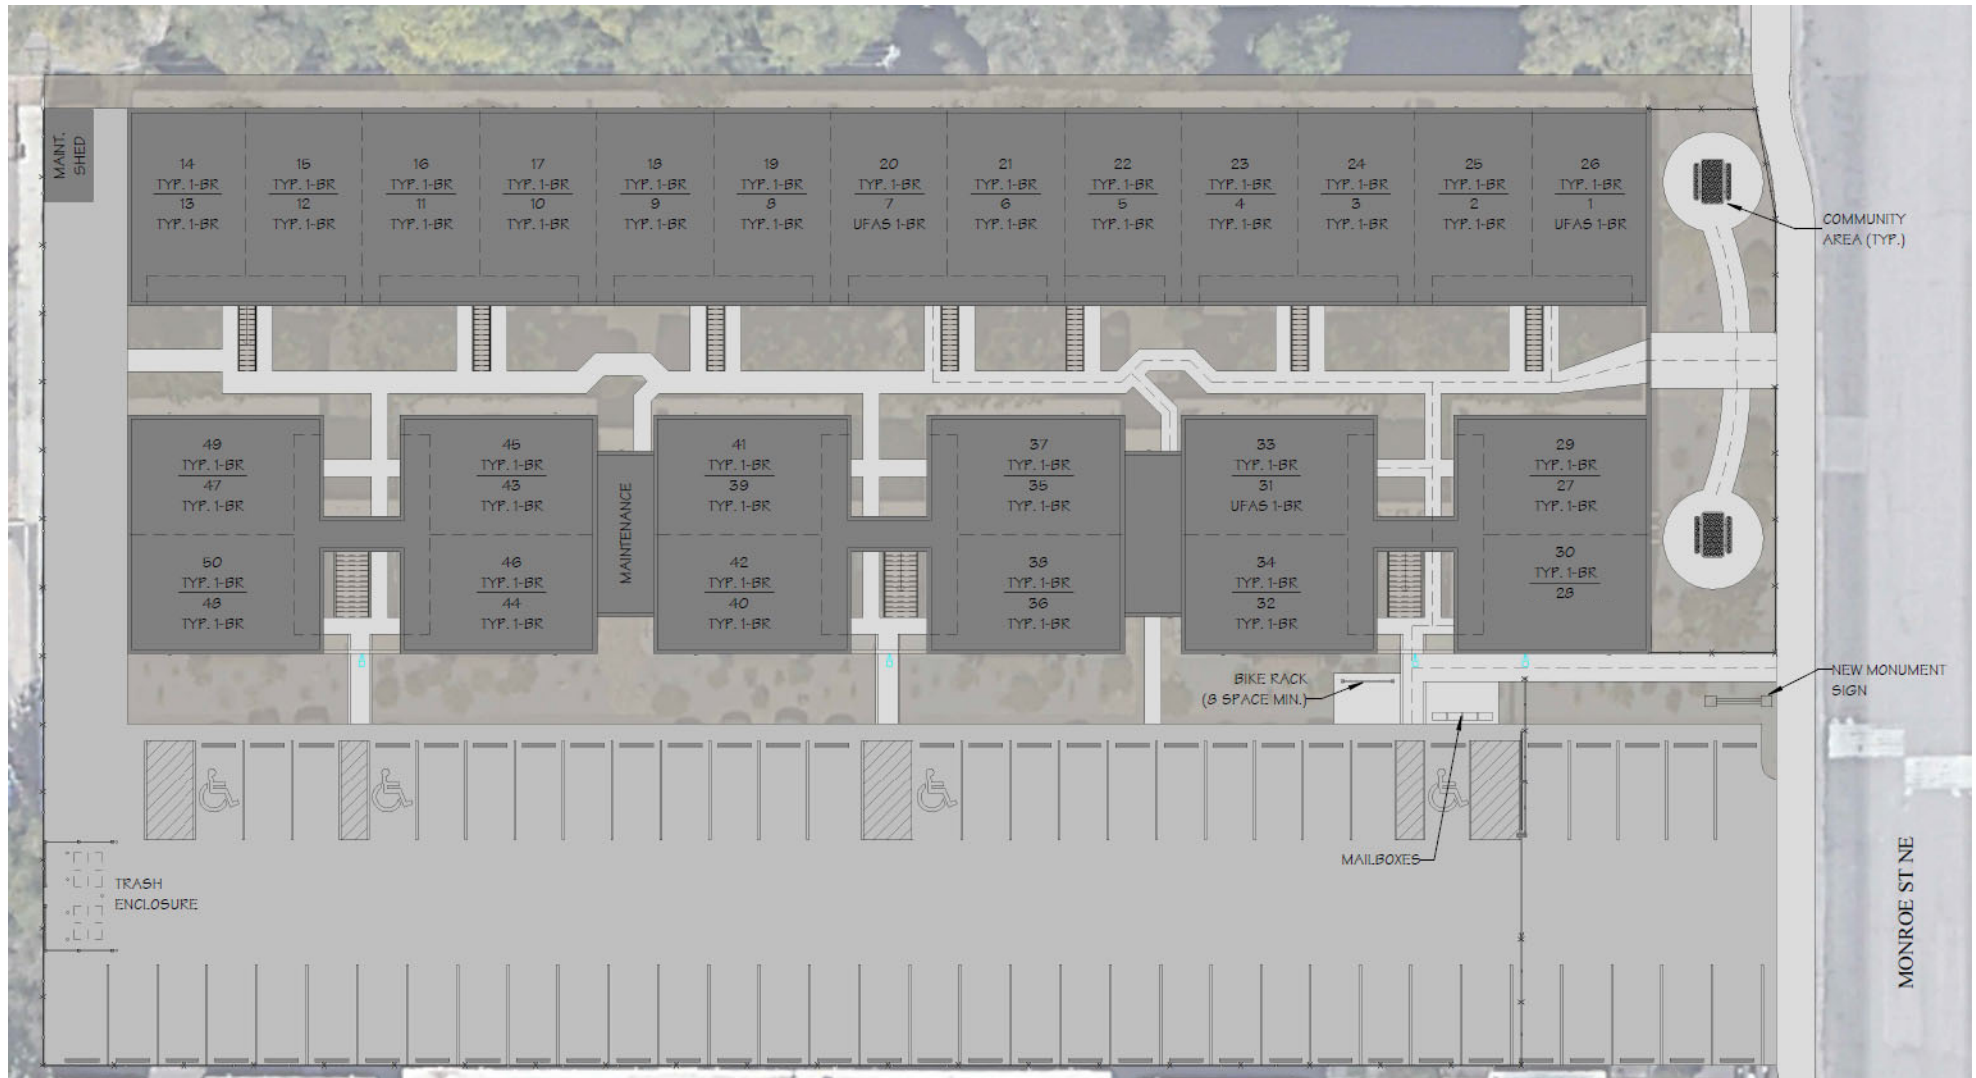 MAINT.
SHED
14
TYP. 1-BR
13
TYP. 1-BR
15
TYP. 1-BR
12
TYP. 1-BR
16
TYP. 1-BR
11
TYP. 1-BR
17
TYP. 1-BR
10
TYP. 1-BR
18
TYP. 1-BR
9
TYP. 1-BR
19
TYP. 1-BR
8
TYP. 1-BR
20
TYP. 1-BR
7
UFAS 1-BR
21
TYP. 1-BR
6
TYP. 1-BR
22
TYP. 1-BR
5
TYP. 1-BR
23
TYP. 1-BR
4
TYP. 1-BR
24
TYP. 1-BR
3
TYP. 1-BR
25
TYP. 1-BR
2
TYP. 1-BR
26
TYP. 1-BR
1
UFAS 1-BR
COMMUNITY
AREA (TYP.)
49
TYP. 1-BR
47
TYP. 1-BR
45
TYP. 1-BR
43
TYP. 1-BR
41
TYP. 1-BR
39
TYP. 1-BR
37
TYP. 1-BR
35
TYP. 1-BR
33
TYP. 1-BR
31
UFAS 1-BR
29
TYP. 1-BR
27
TYP. 1-BR
MAINTENANCE
50
TYP. 1-BR
48
TYP. 1-BR
46
TYP. 1-BR
44
TYP. 1-BR
42
TYP. 1-BR
40
TYP. 1-BR
38
TYP. 1-BR
36
TYP. 1-BR
34
TYP. 1-BR
32
TYP. 1-BR
30
TYP. 1-BR
28
BIKE RACK
(8 SPACE MIN.)
NEW MONUMENT
SIGN
MAILBOXES
TRASH
ENCLOSURE
MONROE ST NE